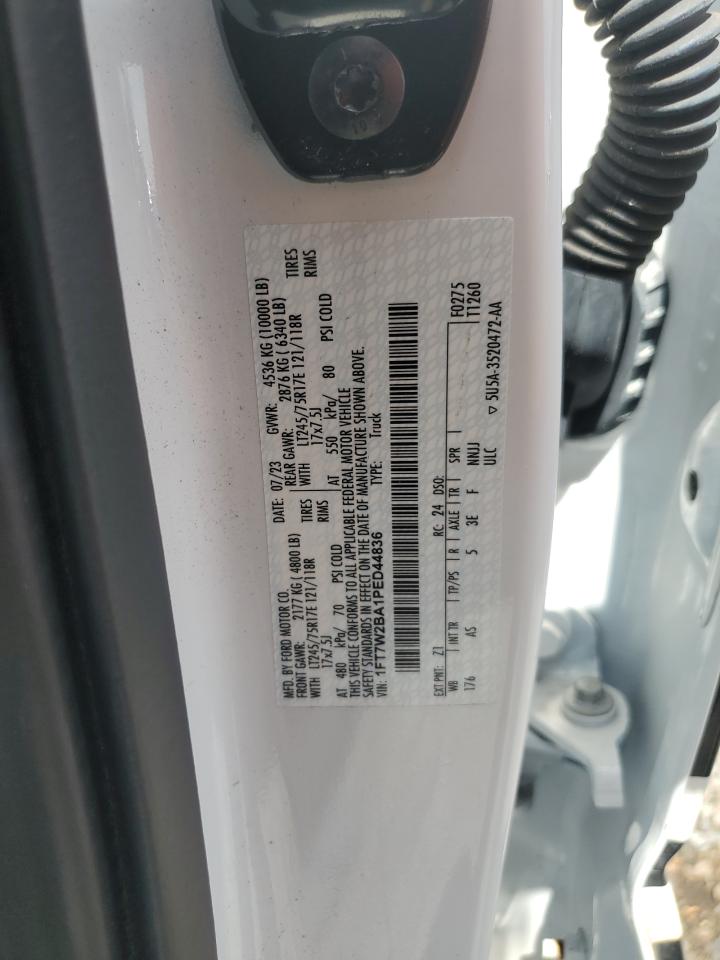 MFD. BY FORD MOTOR CO.
DATE: 07/23 GVWR: 4536 KG (10000 LB)
FRONT GAWR: 2177 KG ( 4800 LB)
REAR GAWR: 2876 KG ( 6340 LB)
WITH LT245/75R17E 121/118R TIRES
WITH LT245/75R17E 121/118R TIRES
17x7.5J RIMS
17x7.5J RIMS
AT 480 kPa/ 70 PSI COLD
AT 550 kPa/ 80 PSI COLD
THIS VEHICLE CONFORMS TO ALL APPLICABLE FEDERAL MOTOR VEHICLE
SAFETY STANDARDS IN EFFECT ON THE DATE OF MANUFACTURE SHOWN ABOVE.
VIN: 1FT7W2BA1PED44836 TYPE: Truck
EXT PNT: Z1 RC: 24 DSO: F0275
WB INT TR TP/PS R AXLE TR SPR T1260
176 AS 5 3E F NNJJ
ULC ▽ 5U5A-3520472-AA
10.9